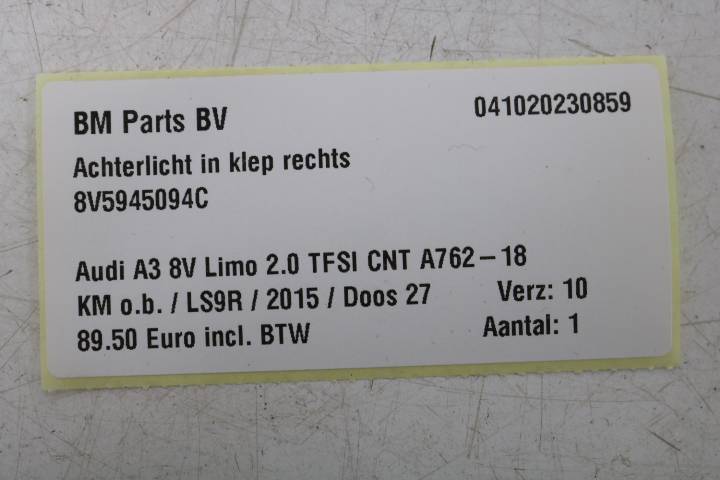 BM Parts BV 041020230859
Achterlicht in klep rechts
8V5945094C
Audi A3 8V Limo 2.0 TFSI CNT A762-18
KM o.b. / LS9R / 2015 / Doos 27 Verz: 10
89.50 Euro incl. BTW Aantal: 1